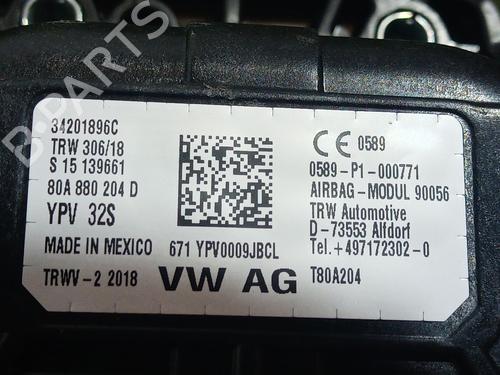 34201896C
TRW 306/18
S 15 139661
80A 880 204 D
YPV 32S
MADE IN MEXICO 671 YPV0009JBCL
TRWV-2 2018 VW AG T80A204
CE 0589
0589-P1-000771
AIRBAG-MODUL 90056
TRW Automotive
D-73553 Alfdorf
Tel.+497172302-0
B-PARTS